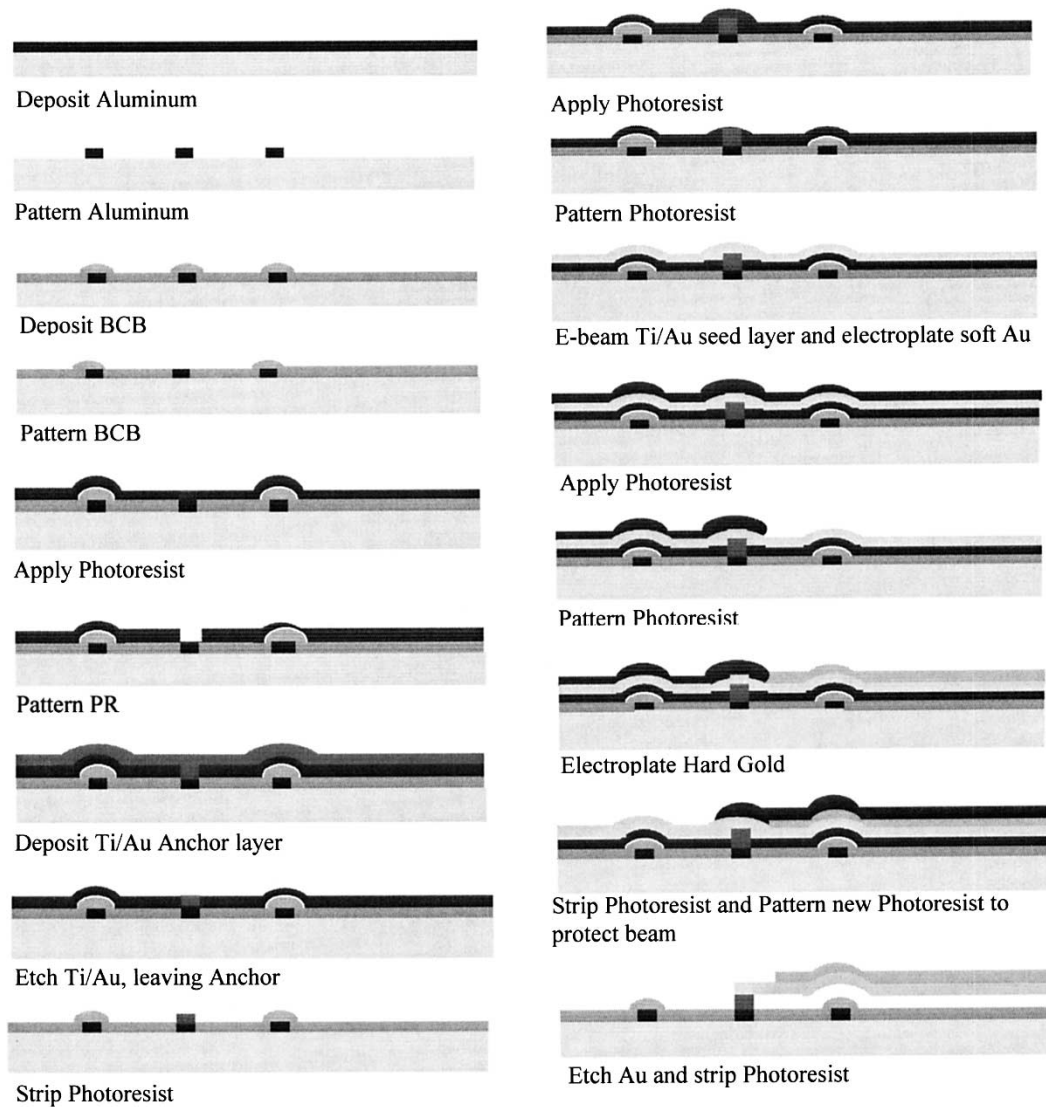 Deposit Aluminum
Pattern Aluminum
Deposit BCB
Pattern BCB
Apply Photoresist
Pattern PR
Deposit Ti/Au Anchor layer
Etch Ti/Au, leaving Anchor
Strip Photoresist
Apply Photoresist
Pattern Photoresist
E-beam Ti/Au seed layer and electroplate soft Au
Apply Photoresist
Pattern Photoresist
Electroplate Hard Gold
Strip Photoresist and Pattern new Photoresist to
protect beam
Etch Au and strip Photoresist